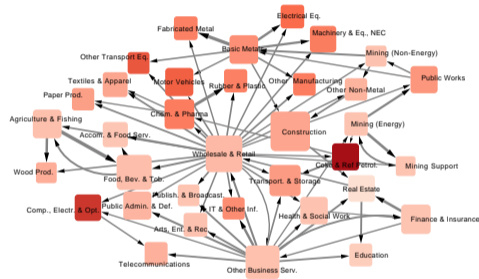 Electrical Eq.
Fabricated Metal
Machinery & Eq., NEC
Basic Metals
Mining (Non-Energy)
Other Transport Eq.
Textiles & Apparel
Motor Vehicles
Rubber & Plastic
Other Manufacturing
Public Works
Other Non-Metal
Paper Prod.
Chem. & Pharma
Agriculture & Fishing
Mining (Energy)
Accom. & Food Serv.
Construction
Wholesale & Retail
Coke & Ref. Petrol.
Mining Support
Wood Prod.
Food, Bev. & Tob.
Transport. & Storage
Real Estate
Publish. & Broadcast.
Comp., Electr. & Opt.
Public Admin. & Def.
IT & Other Inf.
Health & Social Work
Finance & Insurance
Arts, Ent. & Rec.
Telecommunications
Education
Other Business Serv.